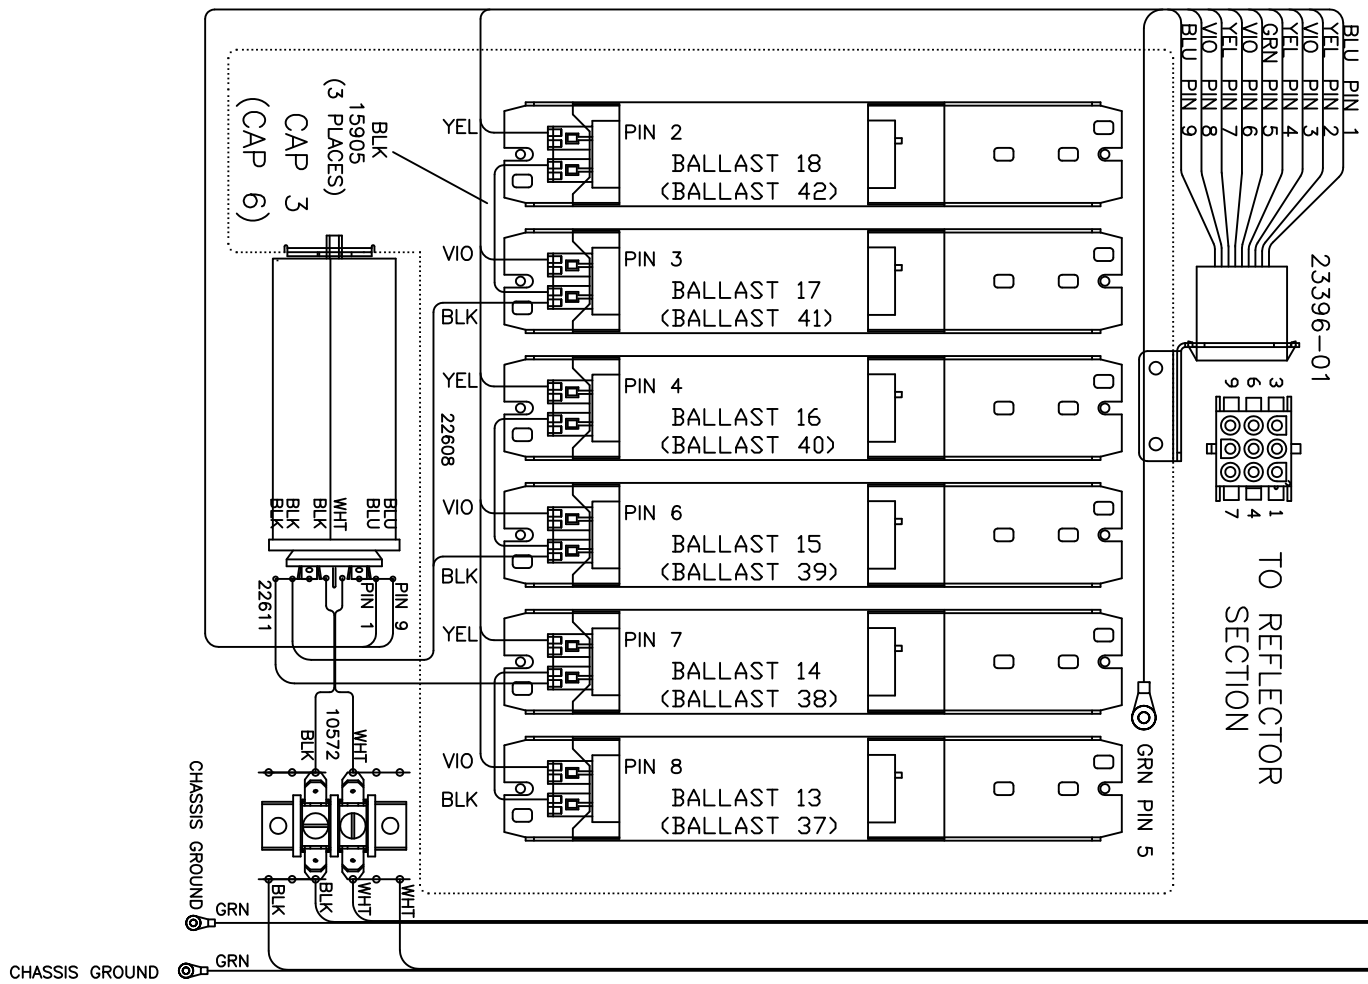 BLU PIN 1
YEL PIN 2
VIO PIN 3
YEL PIN 4
GRN PIN 5
VIO PIN 6
YEL PIN 7
VIO PIN 8
BLU PIN 9
23396-01
3 6 9
1 4 7
TO REFLECTOR
SECTION
GRN PIN 5
BLK
15905
(3 PLACES)
CAP 3
(CAP 6)
YEL
PIN 2
BALLAST 18
(BALLAST 42)
VIO
PIN 3
BALLAST 17
(BALLAST 41)
BLK
YEL
PIN 4
BALLAST 16
(BALLAST 40)
22608
VIO
PIN 6
BALLAST 15
(BALLAST 39)
BLK
YEL
PIN 7
BALLAST 14
(BALLAST 38)
VIO
PIN 8
BALLAST 13
(BALLAST 37)
BLK
BLU
BLU
WHT
BLK
BLK
BLK
PIN 9
PIN 1
22611
WHT
10572
BLK
CHASSIS GROUND
BLK
BLK
WHT
WHT
GRN
GRN
CHASSIS GROUND